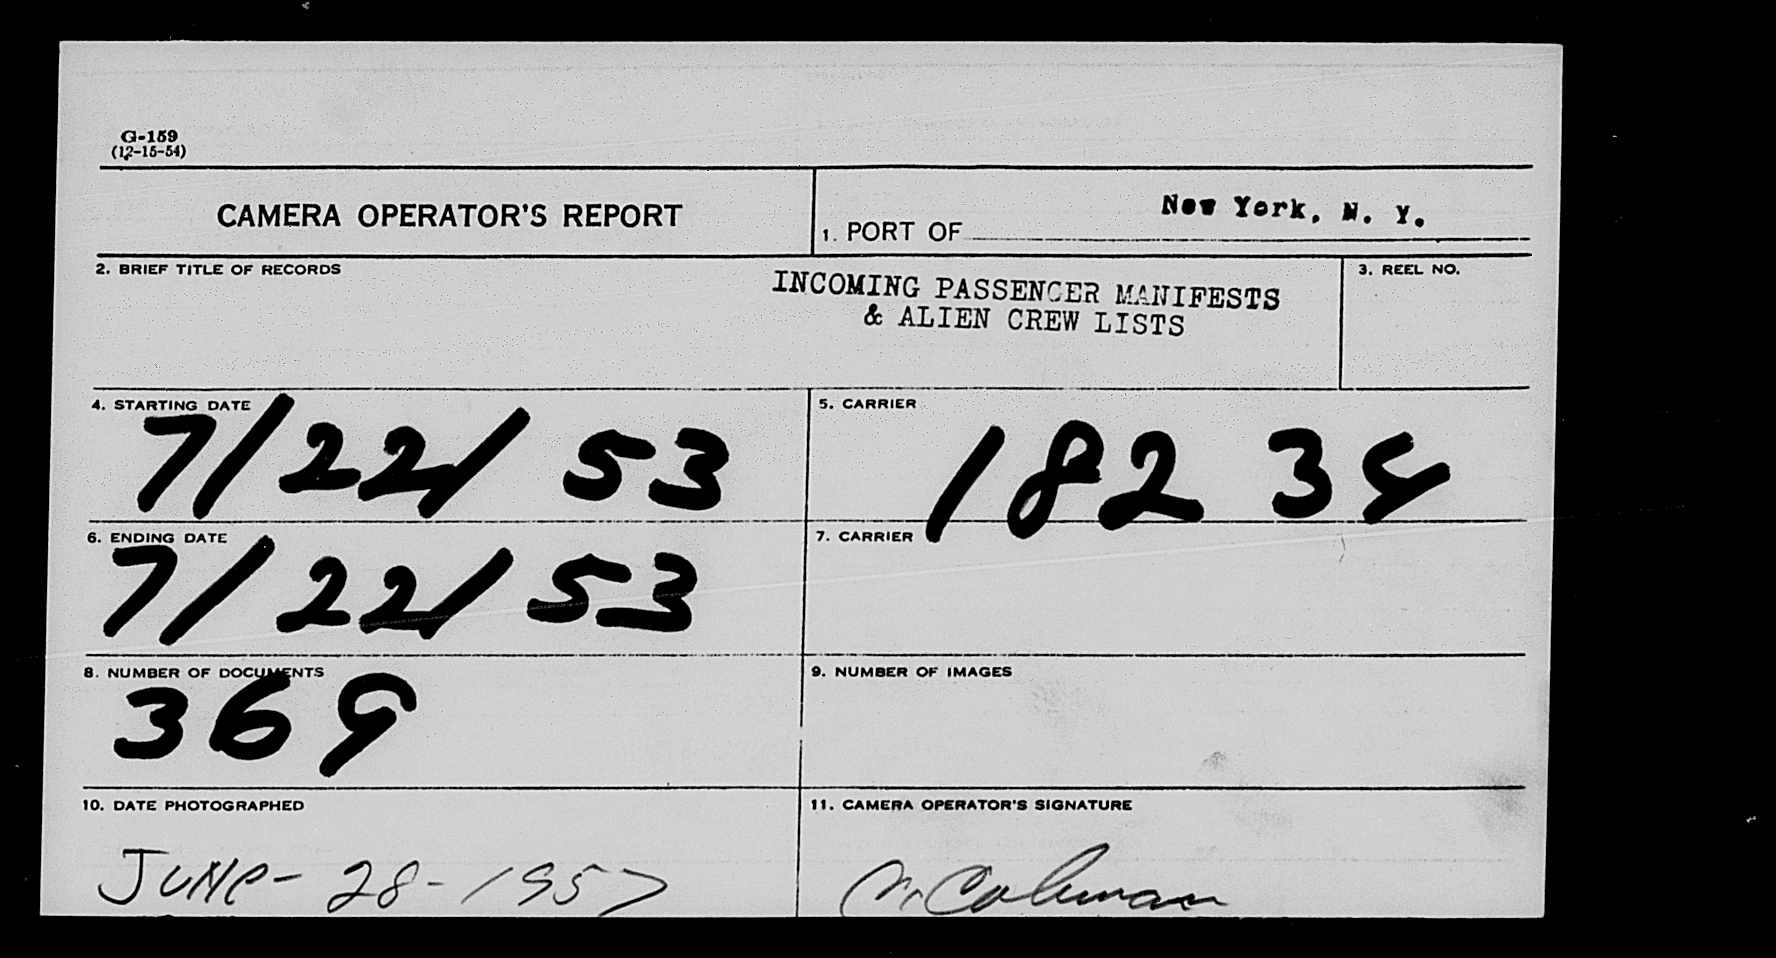 G-159
(12-15-54)
CAMERA OPERATOR'S REPORT
1. PORT OF New York, N. Y.
2. BRIEF TITLE OF RECORDS
INCOMING PASSENGER MANIFESTS
& ALIEN CREW LISTS
3. REEL NO.
4. STARTING DATE
7/22/53
5. CARRIER
18234
6. ENDING DATE
7/22/53
7. CARRIER
8. NUMBER OF DOCUMENTS
369
9. NUMBER OF IMAGES
10. DATE PHOTOGRAPHED
JUNE-28-1957
11. CAMERA OPERATOR'S SIGNATURE